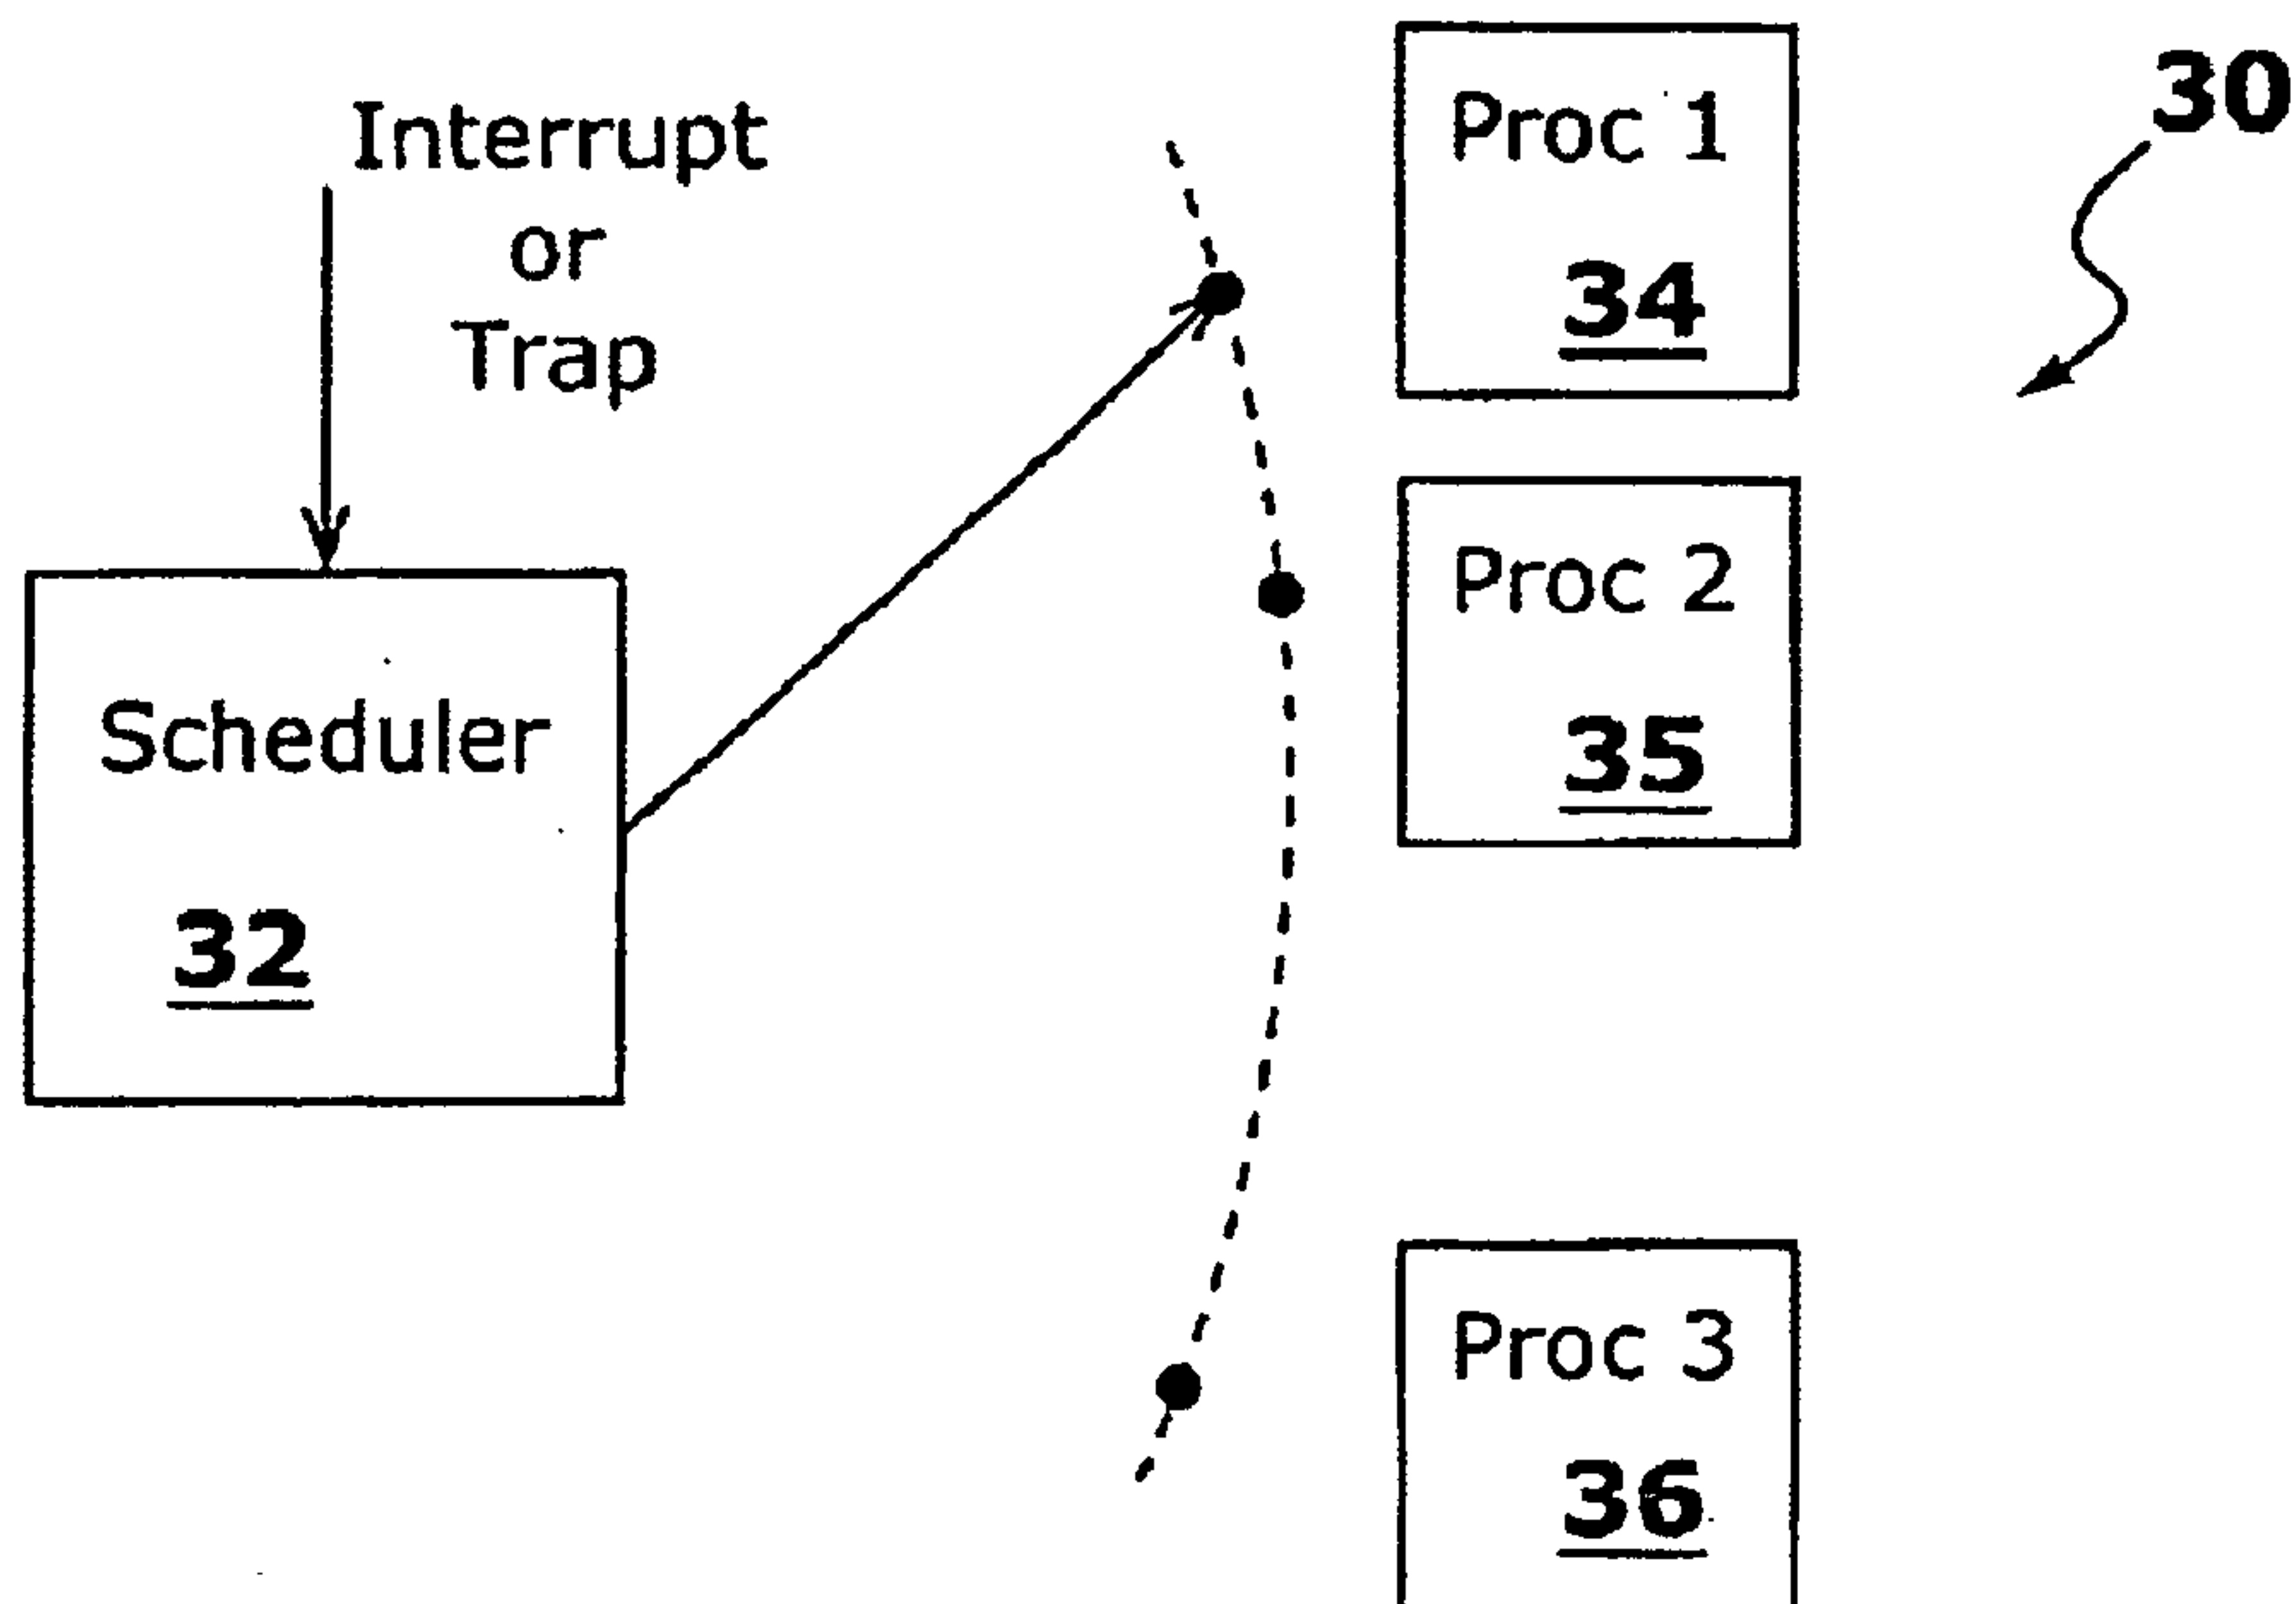 Interrupt
or
Trap
Scheduler
32
Proc 1
34
Proc 2
35
Proc 3
36
30